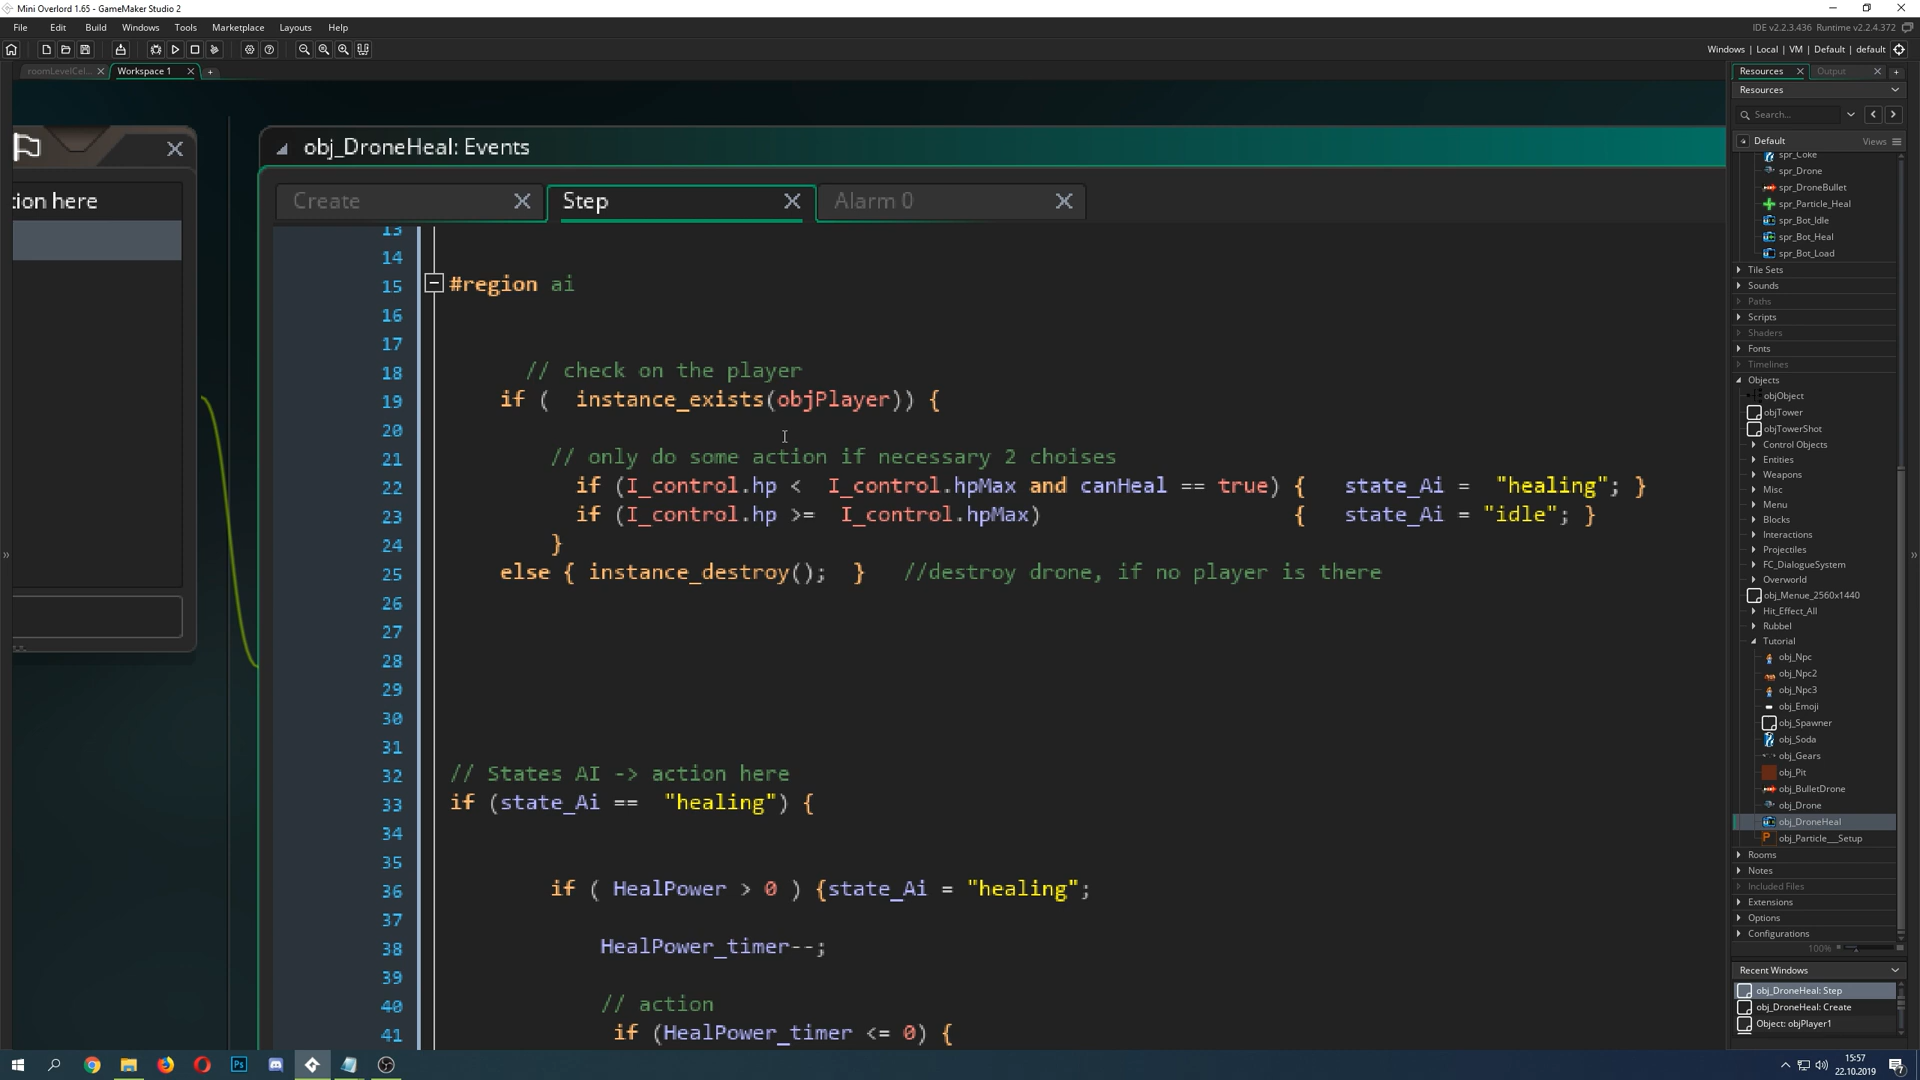 Mini Overlord 1.65 - GameMaker Studio 2
File Edit Build Windows Tools Marketplace Layouts Help
IDE v2.2.3.436 Runtime v2.2.4.372
Windows | Local | VM | Default | default
roomLevelCel...
Workspace 1
Resources
Output
Resources
Search...
Default
Views
spr_Coke
spr_Drone
spr_DroneBullet
spr_Particle_Heal
spr_Bot_Idle
spr_Bot_Heal
spr_Bot_Load
Tile Sets
Sounds
Paths
Scripts
Shaders
Fonts
Timelines
Objects
objObject
objTower
objTowerShot
Control Objects
Entities
Weapons
Misc
Menu
Blocks
Interactions
Projectiles
FC_DialogueSystem
Overworld
obj_Menue_2560x1440
Hit_Effect_All
Rubbel
Tutorial
obj_Npc
obj_Npc2
obj_Npc3
obj_Emoji
obj_Spawner
obj_Soda
obj_Gears
obj_Pit
obj_BulletDrone
obj_Drone
obj_DroneHeal
obj_Particle__Setup
Rooms
Notes
Included Files
Extensions
Options
Configurations
100%
Recent Windows
obj_DroneHeal: Step
obj_DroneHeal: Create
Object: objPlayer1
tion here
obj_DroneHeal: Events
Create
Step
Alarm 0
13
14
15 #region ai
16
17
18 // check on the player
19 if ( instance_exists(objPlayer)) {
20
21 // only do some action if necessary 2 choises
22 if (I_control.hp < I_control.hpMax and canHeal == true) { state_Ai = "healing"; }
23 if (I_control.hp >= I_control.hpMax) { state_Ai = "idle"; }
24 }
25 else { instance_destroy(); } //destroy drone, if no player is there
26
27
28
29
30
31
32 // States AI -> action here
33 if (state_Ai == "healing") {
34
35
36 if ( HealPower > 0 ) {state_Ai = "healing";
37
38 HealPower_timer--;
39
40 // action
41 if (HealPower_timer <= 0) {
Ps
15:57
22.10.2019
7